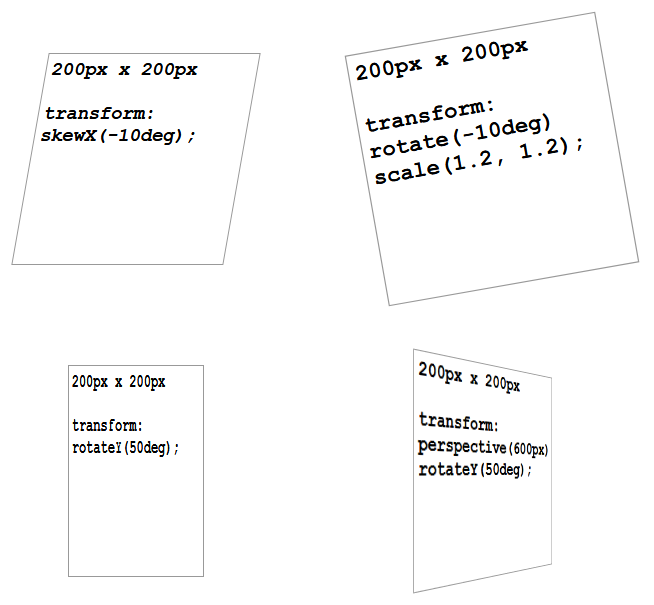 200px x 200px
transform:
skewX(-10deg);
200px x 200px
transform:
rotate(-10deg)
scale(1.2, 1.2);
200px x 200px
transform:
rotateY(50deg);
200px x 200px
transform:
perspective(600px)
rotateY(50deg);